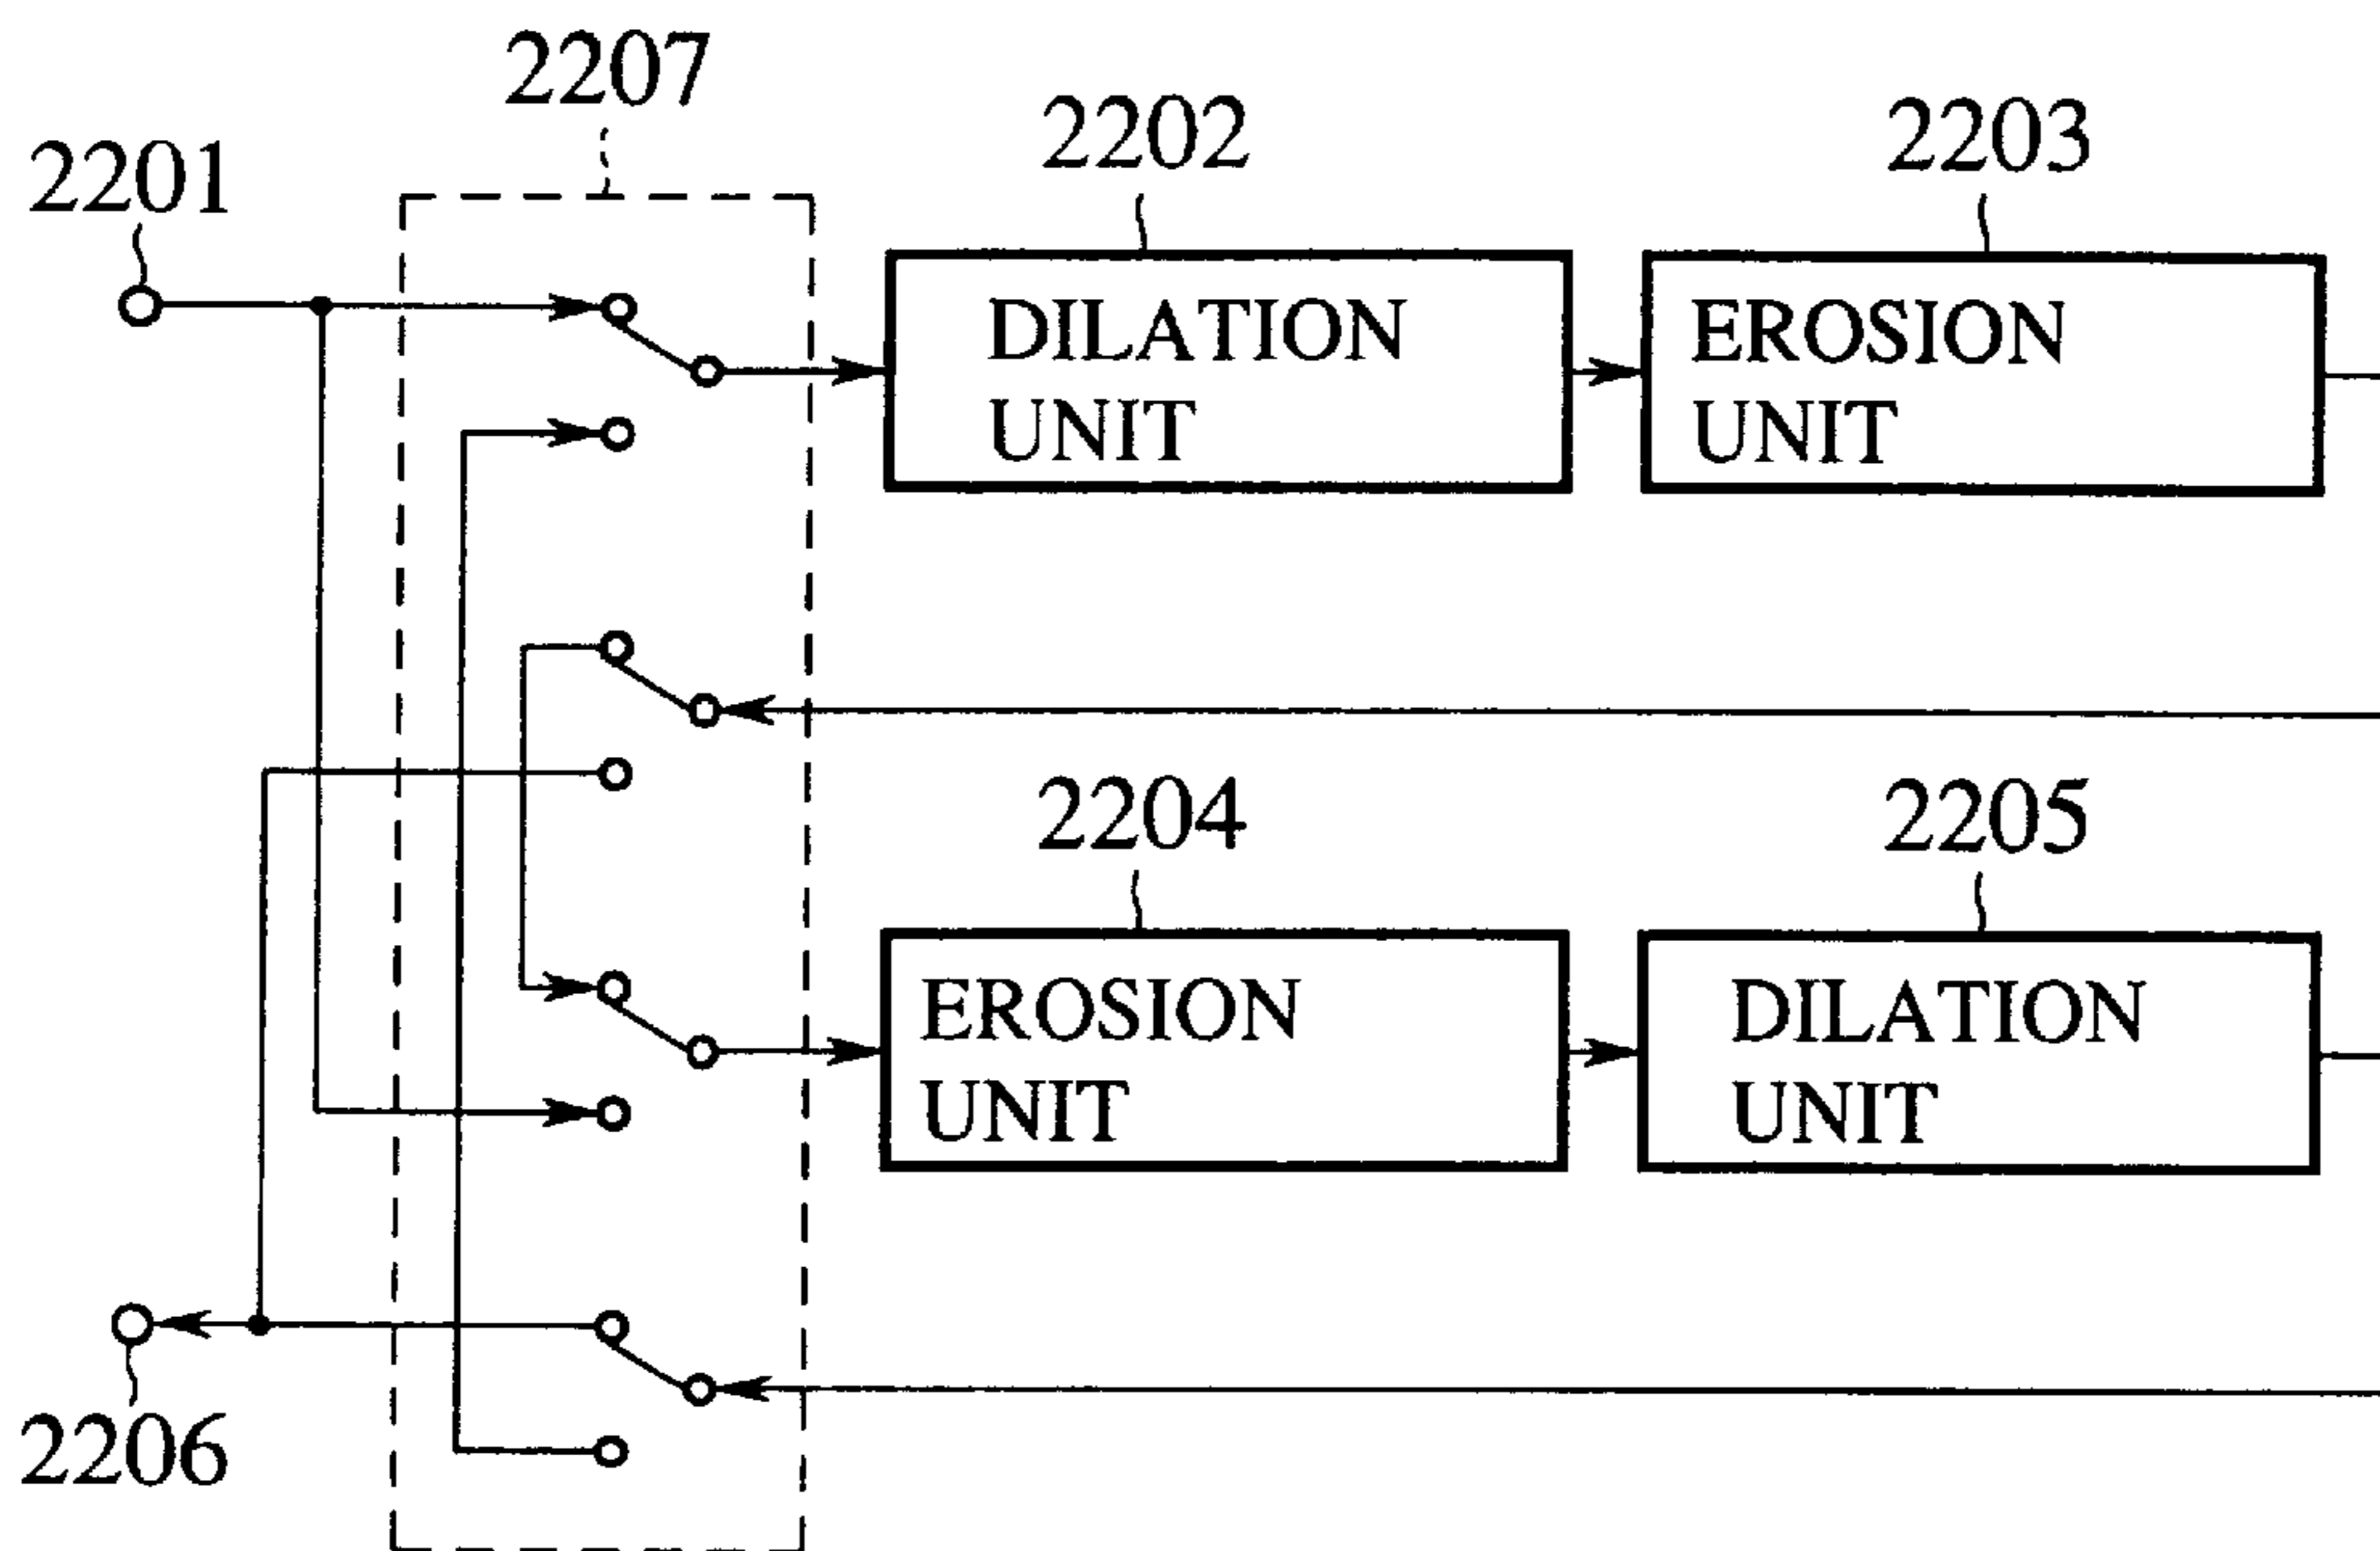 2207
2202
2203
2201
DILATION
UNIT
EROSION
UNIT
2204
2205
EROSION
UNIT
DILATION
UNIT
2206